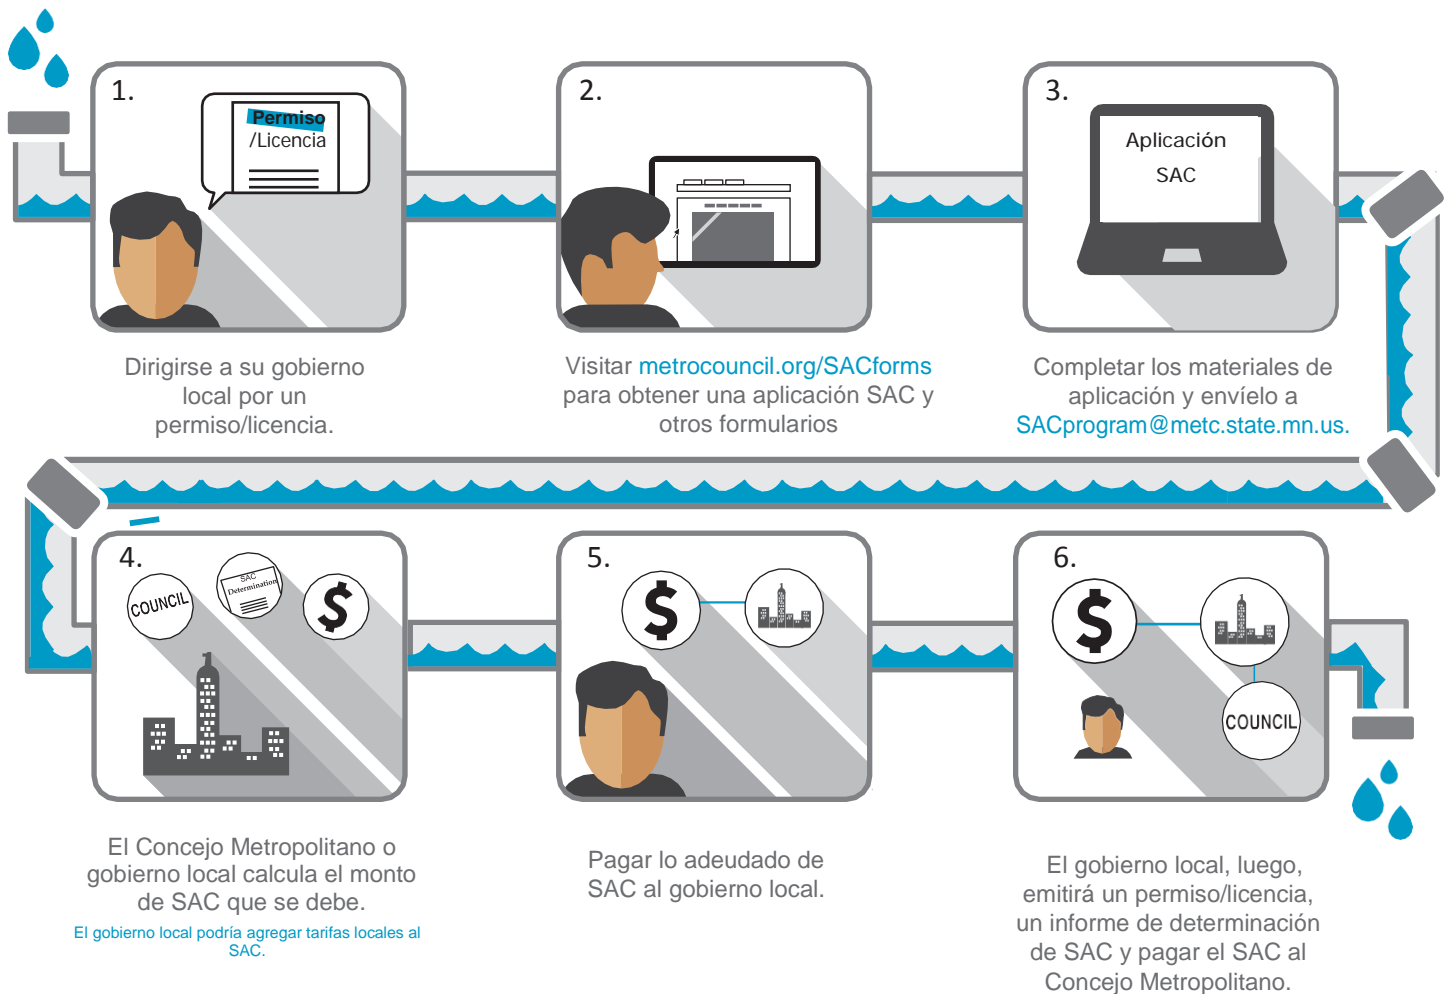 1.
Permiso
/Licencia
Dirigirse a su gobierno
local por un
permiso/licencia.
2.
Visitar metrocouncil.org/SACforms
para obtener una aplicación SAC y
otros formularios
3.
Aplicación
SAC
Completar los materiales de
aplicación y envíelo a
SACprogram@metc.state.mn.us.
4.
COUNCIL
SAC
Determination
$
El Concejo Metropolitano o
gobierno local calcula el monto
de SAC que se debe.
El gobierno local podría agregar tarifas locales al
SAC.
5.
$
Pagar lo adeudado de
SAC al gobierno local.
6.
$
COUNCIL
El gobierno local, luego,
emitirá un permiso/licencia,
un informe de determinación
de SAC y pagar el SAC al
Concejo Metropolitano.